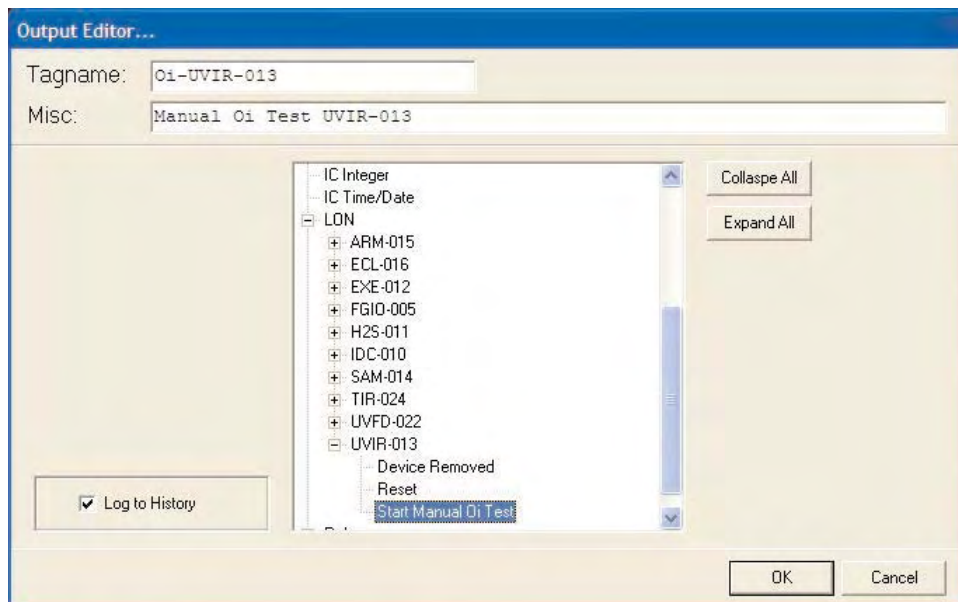 Output Editor...
Tagname: Oi-UVIR-013
Misc: Manual Oi Test UVIR-013
IC Integer
IC Time/Date
LON
ARM-015
ECL-016
EXE-012
FGIO-005
H2S-011
IDC-010
SAM-014
TIR-024
UVFD-022
UVIR-013
Device Removed
Reset
Start Manual Oi Test
Collaspe All
Expand All
Log to History
OK
Cancel